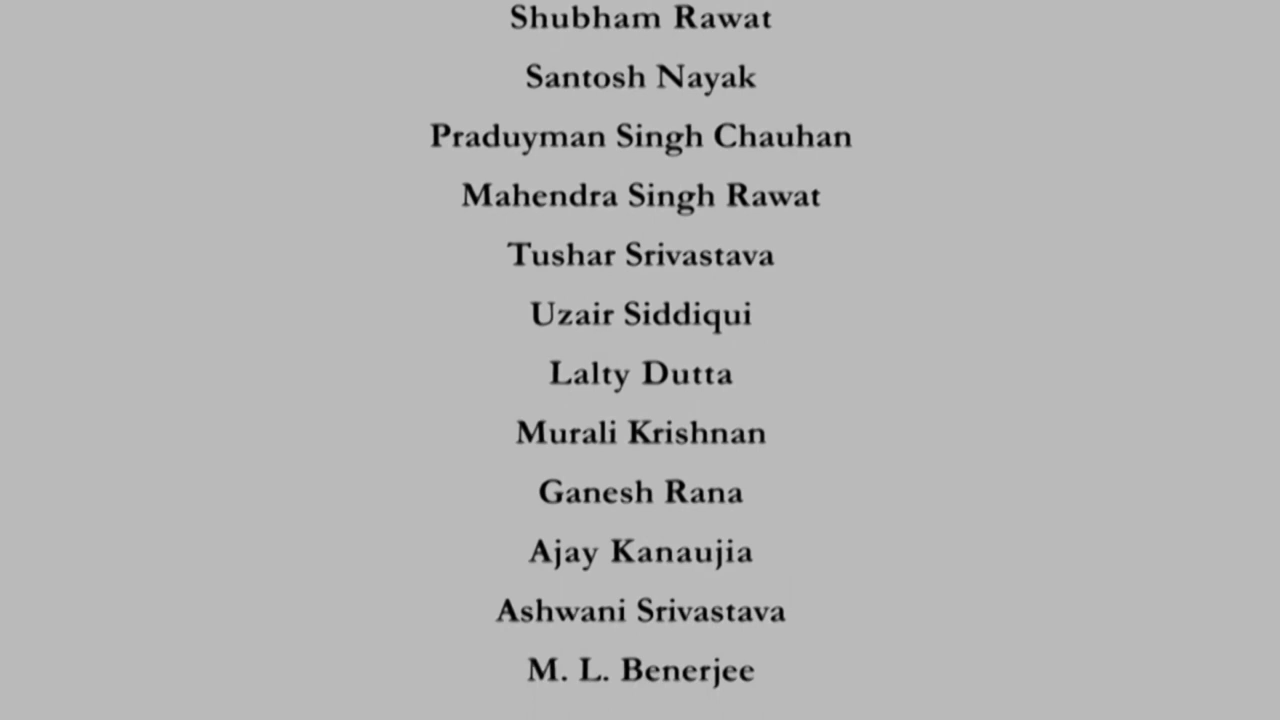 Shubham Rawat
Santosh Nayak
Praduyman Singh Chauhan
Mahendra Singh Rawat
Tushar Srivastava
Uzair Siddiqui
Lalty Dutta
Murali Krishnan
Ganesh Rana
Ajay Kanaujia
Ashwani Srivastava
M. L. Benerjee